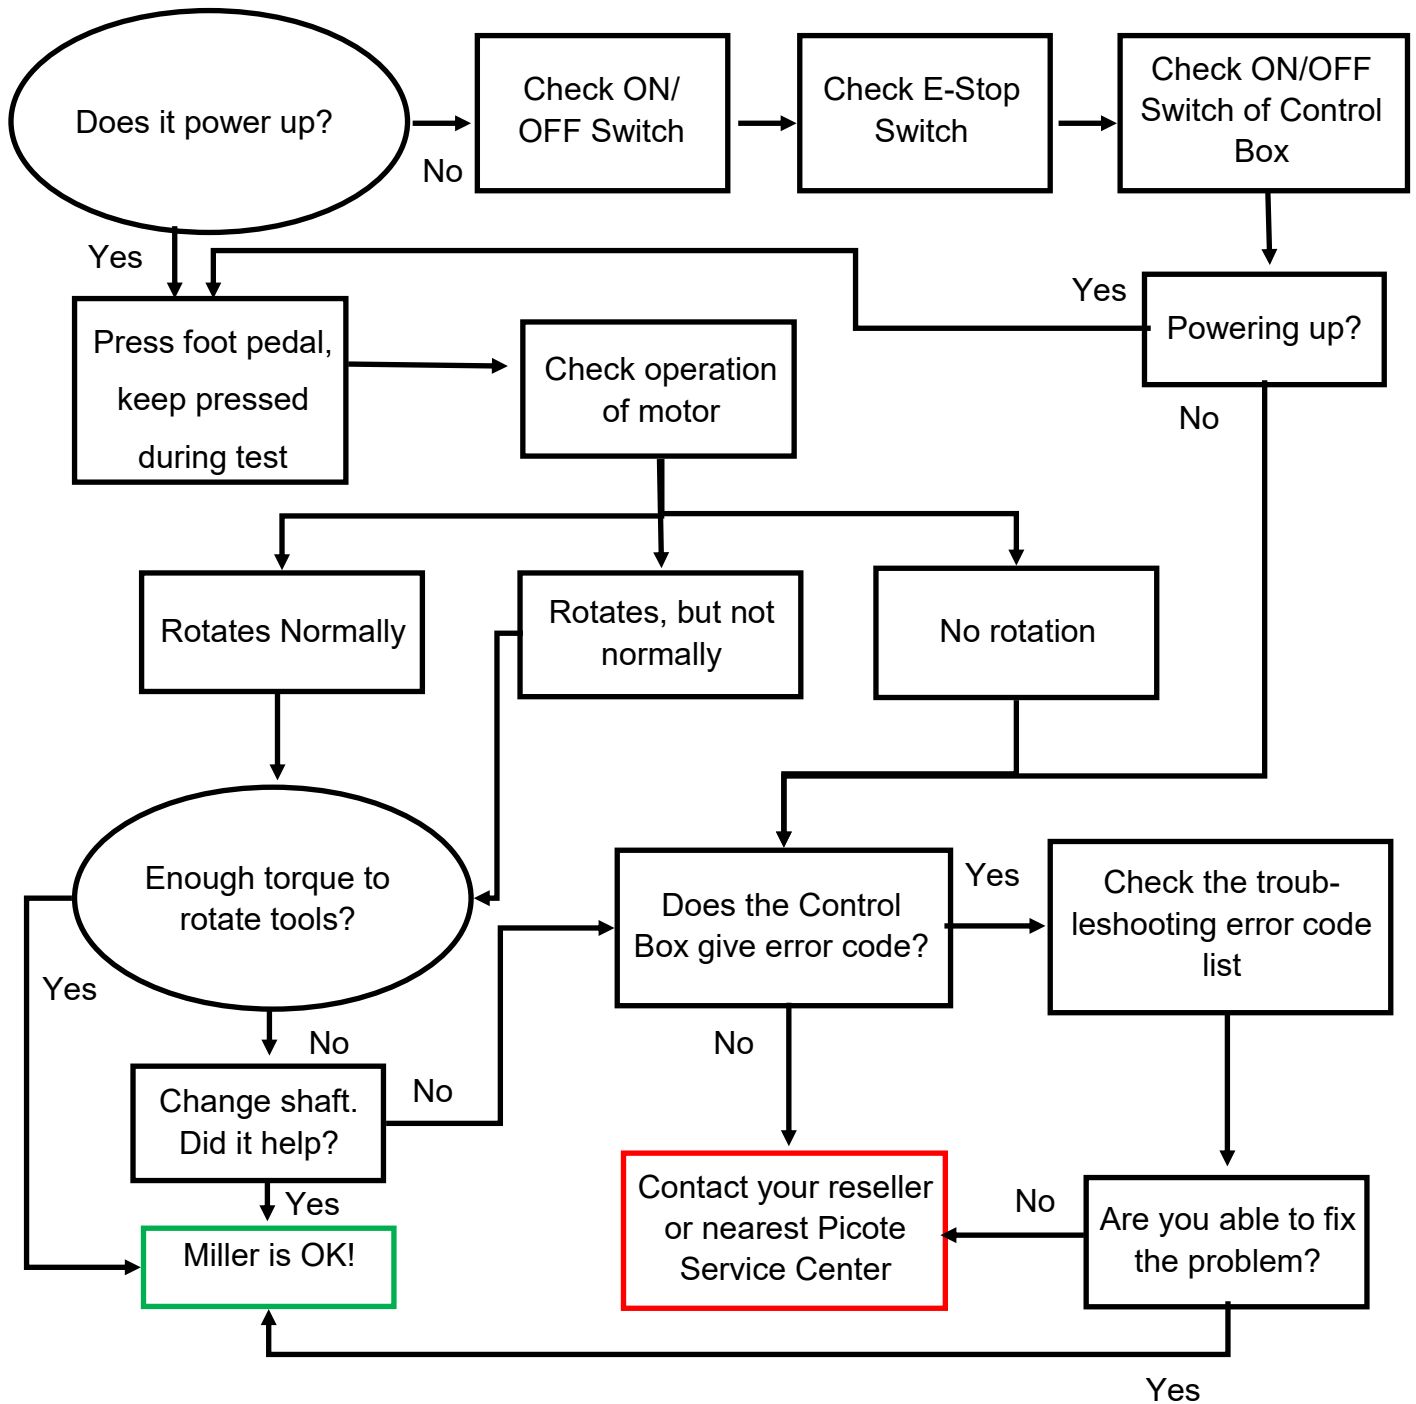 Does it power up?
No
Check ON/
OFF Switch
Check E-Stop
Switch
Check ON/OFF
Switch of Control
Box
Yes
Yes
Powering up?
No
Press foot pedal,
keep pressed
during test
Check operation
of motor
Rotates Normally
Rotates, but not
normally
No rotation
Enough torque to
rotate tools?
Yes
No
Does the Control
Box give error code?
Yes
Check the troub-
leshooting error code
list
No
Change shaft.
Did it help?
No
Yes
Miller is OK!
Contact your reseller
or nearest Picote
Service Center
No
Are you able to fix
the problem?
Yes